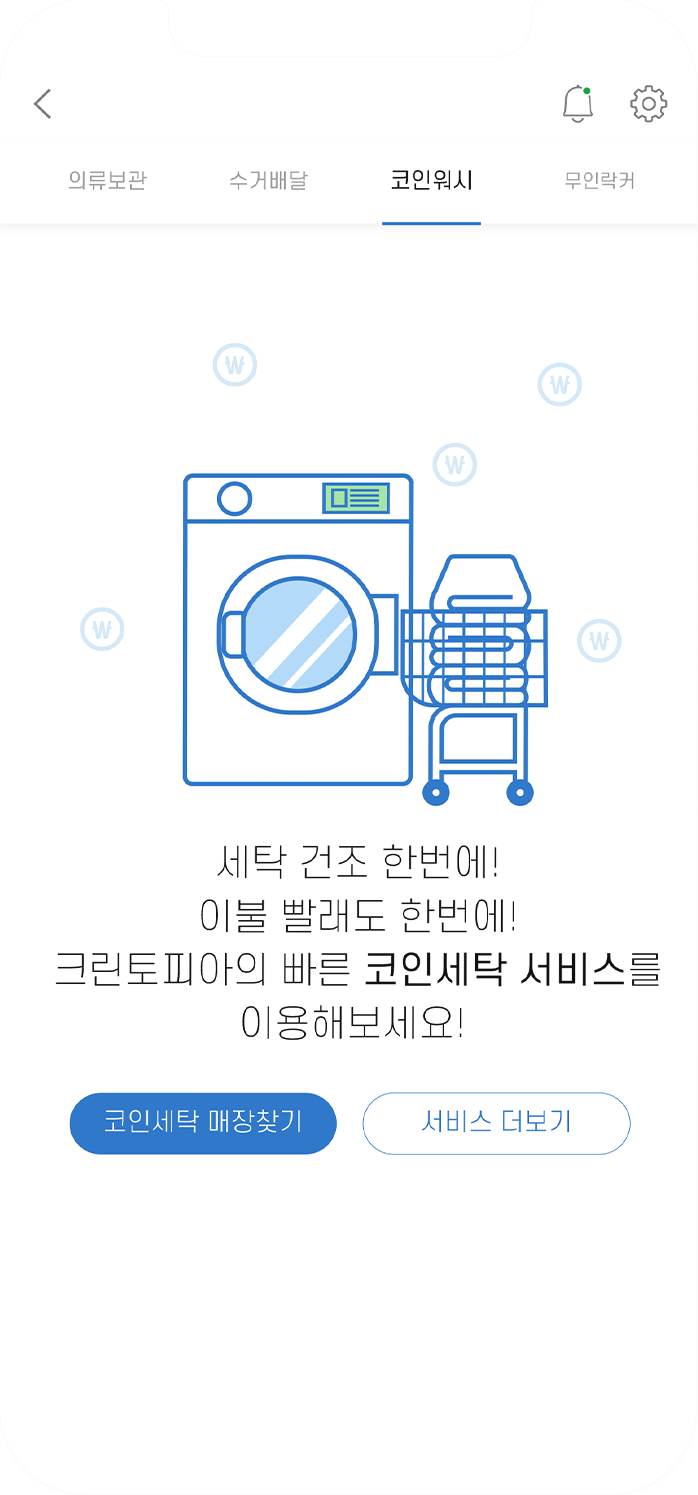 의류보관 수거배달 코인워시 무인락커
₩
₩
₩
₩
₩
세탁 건조 한번에!
이불 빨래도 한번에!
크린토피아의 빠른 코인세탁 서비스를
이용해보세요!
코인세탁 매장찾기 서비스 더보기